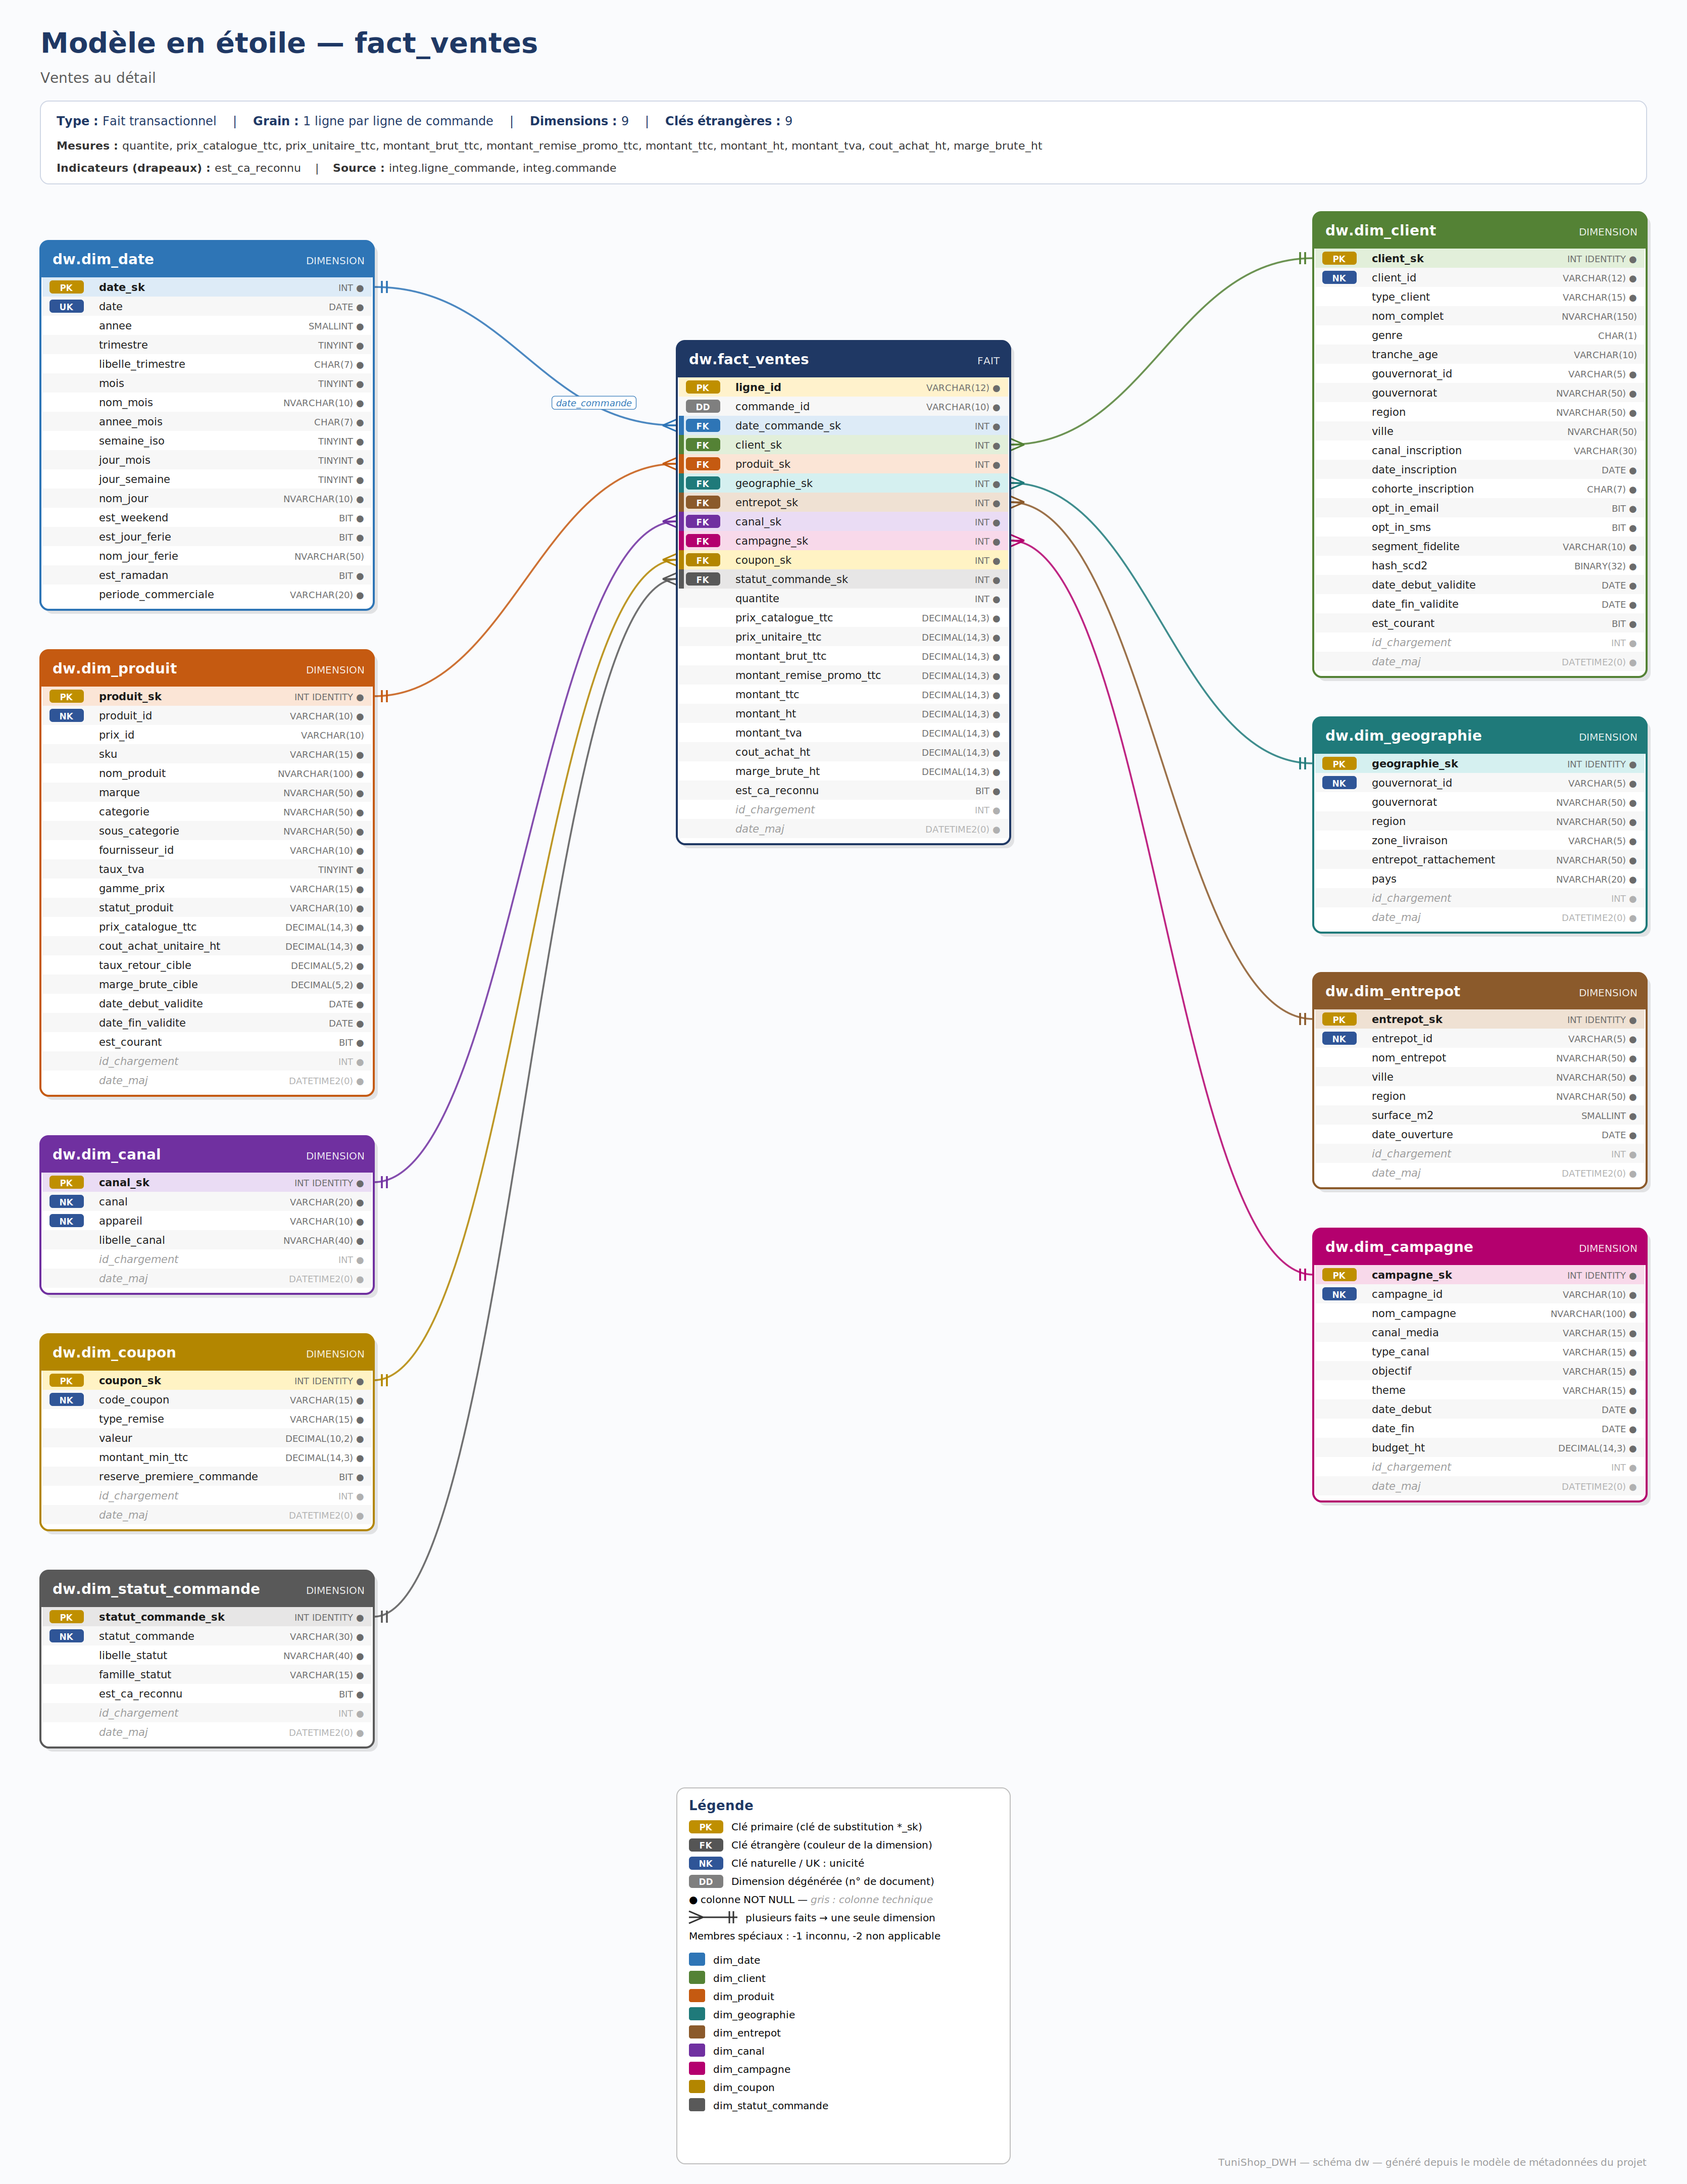 Modèle en étoile — fact_ventes
Ventes au détail
Type : Fait transactionnel | Grain : 1 ligne par ligne de commande | Dimensions : 9 | Clés étrangères : 9
Mesures : quantite, prix_catalogue_ttc, prix_unitaire_ttc, montant_brut_ttc, montant_remise_promo_ttc, montant_ttc, montant_ht, montant_tva, cout_achat_ht, marge_brute_ht
Indicateurs (drapeaux) : est_ca_reconnu | Source : integ.ligne_commande, integ.commande
dw.dim_date DIMENSION
PK date_sk INT ●
UK date DATE ●
annee SMALLINT ●
trimestre TINYINT ●
libelle_trimestre CHAR(7) ●
mois TINYINT ●
nom_mois NVARCHAR(10) ●
annee_mois CHAR(7) ●
semaine_iso TINYINT ●
jour_mois TINYINT ●
jour_semaine TINYINT ●
nom_jour NVARCHAR(10) ●
est_weekend BIT ●
est_jour_ferie BIT ●
nom_jour_ferie NVARCHAR(50)
est_ramadan BIT ●
periode_commerciale VARCHAR(20) ●
dw.dim_produit DIMENSION
PK produit_sk INT IDENTITY ●
NK produit_id VARCHAR(10) ●
prix_id VARCHAR(10)
sku VARCHAR(15) ●
nom_produit NVARCHAR(100) ●
marque NVARCHAR(50) ●
categorie NVARCHAR(50) ●
sous_categorie NVARCHAR(50) ●
fournisseur_id VARCHAR(10) ●
taux_tva TINYINT ●
gamme_prix VARCHAR(15) ●
statut_produit VARCHAR(10) ●
prix_catalogue_ttc DECIMAL(14,3) ●
cout_achat_unitaire_ht DECIMAL(14,3) ●
taux_retour_cible DECIMAL(5,2) ●
marge_brute_cible DECIMAL(5,2) ●
date_debut_validite DATE ●
date_fin_validite DATE ●
est_courant BIT ●
id_chargement INT ●
date_maj DATETIME2(0) ●
dw.dim_canal DIMENSION
PK canal_sk INT IDENTITY ●
NK canal VARCHAR(20) ●
NK appareil VARCHAR(10) ●
libelle_canal NVARCHAR(40) ●
id_chargement INT ●
date_maj DATETIME2(0) ●
dw.dim_coupon DIMENSION
PK coupon_sk INT IDENTITY ●
NK code_coupon VARCHAR(15) ●
type_remise VARCHAR(15) ●
valeur DECIMAL(10,2) ●
montant_min_ttc DECIMAL(14,3) ●
reserve_premiere_commande BIT ●
id_chargement INT ●
date_maj DATETIME2(0) ●
dw.dim_statut_commande DIMENSION
PK statut_commande_sk INT IDENTITY ●
NK statut_commande VARCHAR(30) ●
libelle_statut NVARCHAR(40) ●
famille_statut VARCHAR(15) ●
est_ca_reconnu BIT ●
id_chargement INT ●
date_maj DATETIME2(0) ●
date_commande
dw.fact_ventes FAIT
PK ligne_id VARCHAR(12) ●
DD commande_id VARCHAR(10) ●
FK date_commande_sk INT ●
FK client_sk INT ●
FK produit_sk INT ●
FK geographie_sk INT ●
FK entrepot_sk INT ●
FK canal_sk INT ●
FK campagne_sk INT ●
FK coupon_sk INT ●
FK statut_commande_sk INT ●
quantite INT ●
prix_catalogue_ttc DECIMAL(14,3) ●
prix_unitaire_ttc DECIMAL(14,3) ●
montant_brut_ttc DECIMAL(14,3) ●
montant_remise_promo_ttc DECIMAL(14,3) ●
montant_ttc DECIMAL(14,3) ●
montant_ht DECIMAL(14,3) ●
montant_tva DECIMAL(14,3) ●
cout_achat_ht DECIMAL(14,3) ●
marge_brute_ht DECIMAL(14,3) ●
est_ca_reconnu BIT ●
id_chargement INT ●
date_maj DATETIME2(0) ●
dw.dim_client DIMENSION
PK client_sk INT IDENTITY ●
NK client_id VARCHAR(12) ●
type_client VARCHAR(15) ●
nom_complet NVARCHAR(150)
genre CHAR(1)
tranche_age VARCHAR(10)
gouvernorat_id VARCHAR(5) ●
gouvernorat NVARCHAR(50) ●
region NVARCHAR(50) ●
ville NVARCHAR(50)
canal_inscription VARCHAR(30)
date_inscription DATE ●
cohorte_inscription CHAR(7) ●
opt_in_email BIT ●
opt_in_sms BIT ●
segment_fidelite VARCHAR(10) ●
hash_scd2 BINARY(32) ●
date_debut_validite DATE ●
date_fin_validite DATE ●
est_courant BIT ●
id_chargement INT ●
date_maj DATETIME2(0) ●
dw.dim_geographie DIMENSION
PK geographie_sk INT IDENTITY ●
NK gouvernorat_id VARCHAR(5) ●
gouvernorat NVARCHAR(50) ●
region NVARCHAR(50) ●
zone_livraison VARCHAR(5) ●
entrepot_rattachement NVARCHAR(50) ●
pays NVARCHAR(20) ●
id_chargement INT ●
date_maj DATETIME2(0) ●
dw.dim_entrepot DIMENSION
PK entrepot_sk INT IDENTITY ●
NK entrepot_id VARCHAR(5) ●
nom_entrepot NVARCHAR(50) ●
ville NVARCHAR(50) ●
region NVARCHAR(50) ●
surface_m2 SMALLINT ●
date_ouverture DATE ●
id_chargement INT ●
date_maj DATETIME2(0) ●
dw.dim_campagne DIMENSION
PK campagne_sk INT IDENTITY ●
NK campagne_id VARCHAR(10) ●
nom_campagne NVARCHAR(100) ●
canal_media VARCHAR(15) ●
type_canal VARCHAR(15) ●
objectif VARCHAR(15) ●
theme VARCHAR(15) ●
date_debut DATE ●
date_fin DATE ●
budget_ht DECIMAL(14,3) ●
id_chargement INT ●
date_maj DATETIME2(0) ●
Légende
PK Clé primaire (clé de substitution *_sk)
FK Clé étrangère (couleur de la dimension)
NK Clé naturelle / UK : unicité
DD Dimension dégénérée (n° de document)
● colonne NOT NULL — gris : colonne technique
plusieurs faits → une seule dimension
Membres spéciaux : -1 inconnu, -2 non applicable
dim_date
dim_client
dim_produit
dim_geographie
dim_entrepot
dim_canal
dim_campagne
dim_coupon
dim_statut_commande
TuniShop_DWH — schéma dw — généré depuis le modèle de métadonnées du projet